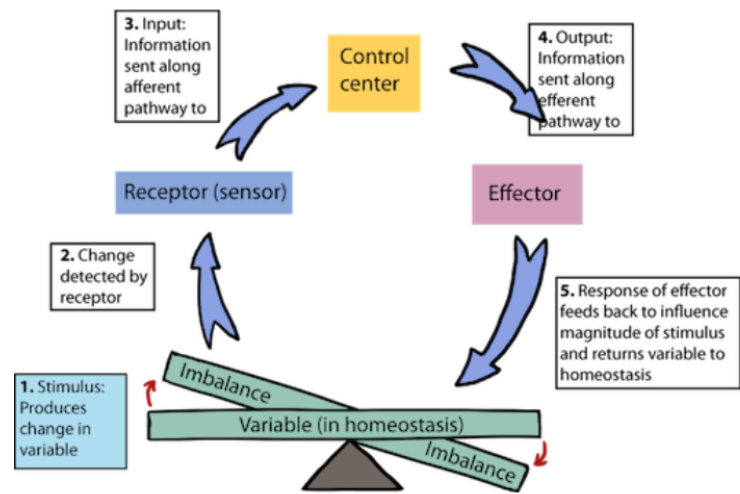 3. Input:
Information
sent along
afferent
pathway to
Control
center
4. Output:
Information
sent along
efferent
pathway to
Receptor (sensor)
Effector
2. Change
detected by
receptor
5. Response of effector
feeds back to influence
magnitude of stimulus
and returns variable to
homeostasis
1. Stimulus:
Produces
change in
variable
Imbalance
Variable (in homeostasis)
Imbalance